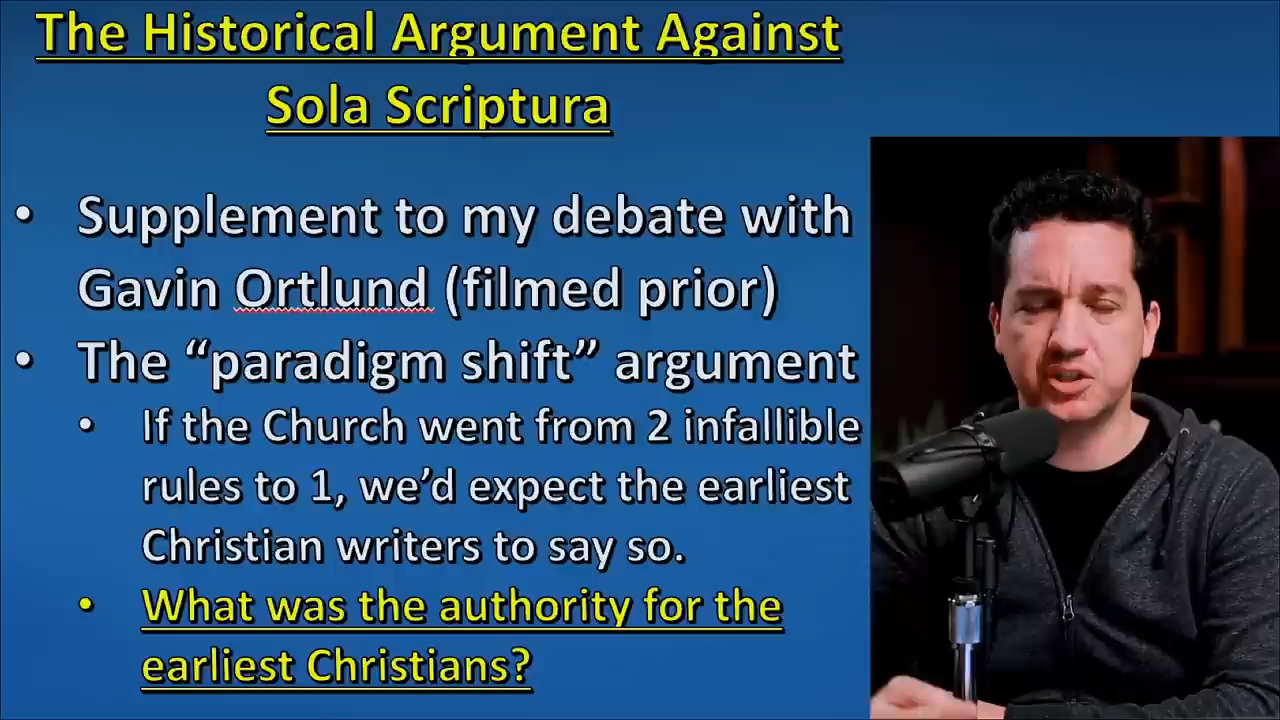 The Historical Argument Against
Sola Scriptura
• Supplement to my debate with
Gavin Ortlund (filmed prior)
• The “paradigm shift” argument
• If the Church went from 2 infallible
rules to 1, we’d expect the earliest
Christian writers to say so.
• What was the authority for the
earliest Christians?